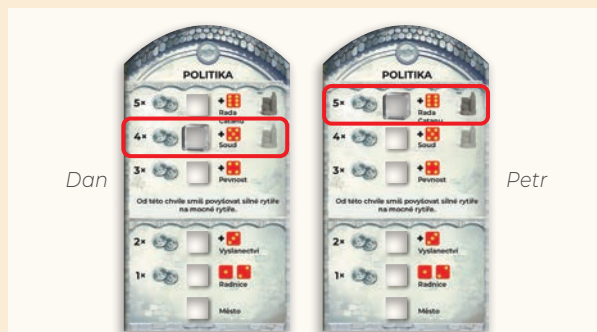 POLITIKA
5×
+
Rada
Catanu
4×
+
Soud
3×
+
Pevnost
Od této chvíle smíš povyšovat silné rytíře
na mocné rytíře.
2×
+
Vyslanectví
1×
Radnice
Město
Dan
POLITIKA
5×
+
Rada
Catanu
4×
+
Soud
3×
+
Pevnost
Od této chvíle smíš povyšovat silné rytíře
na mocné rytíře.
2×
+
Vyslanectví
1×
Radnice
Město
Petr